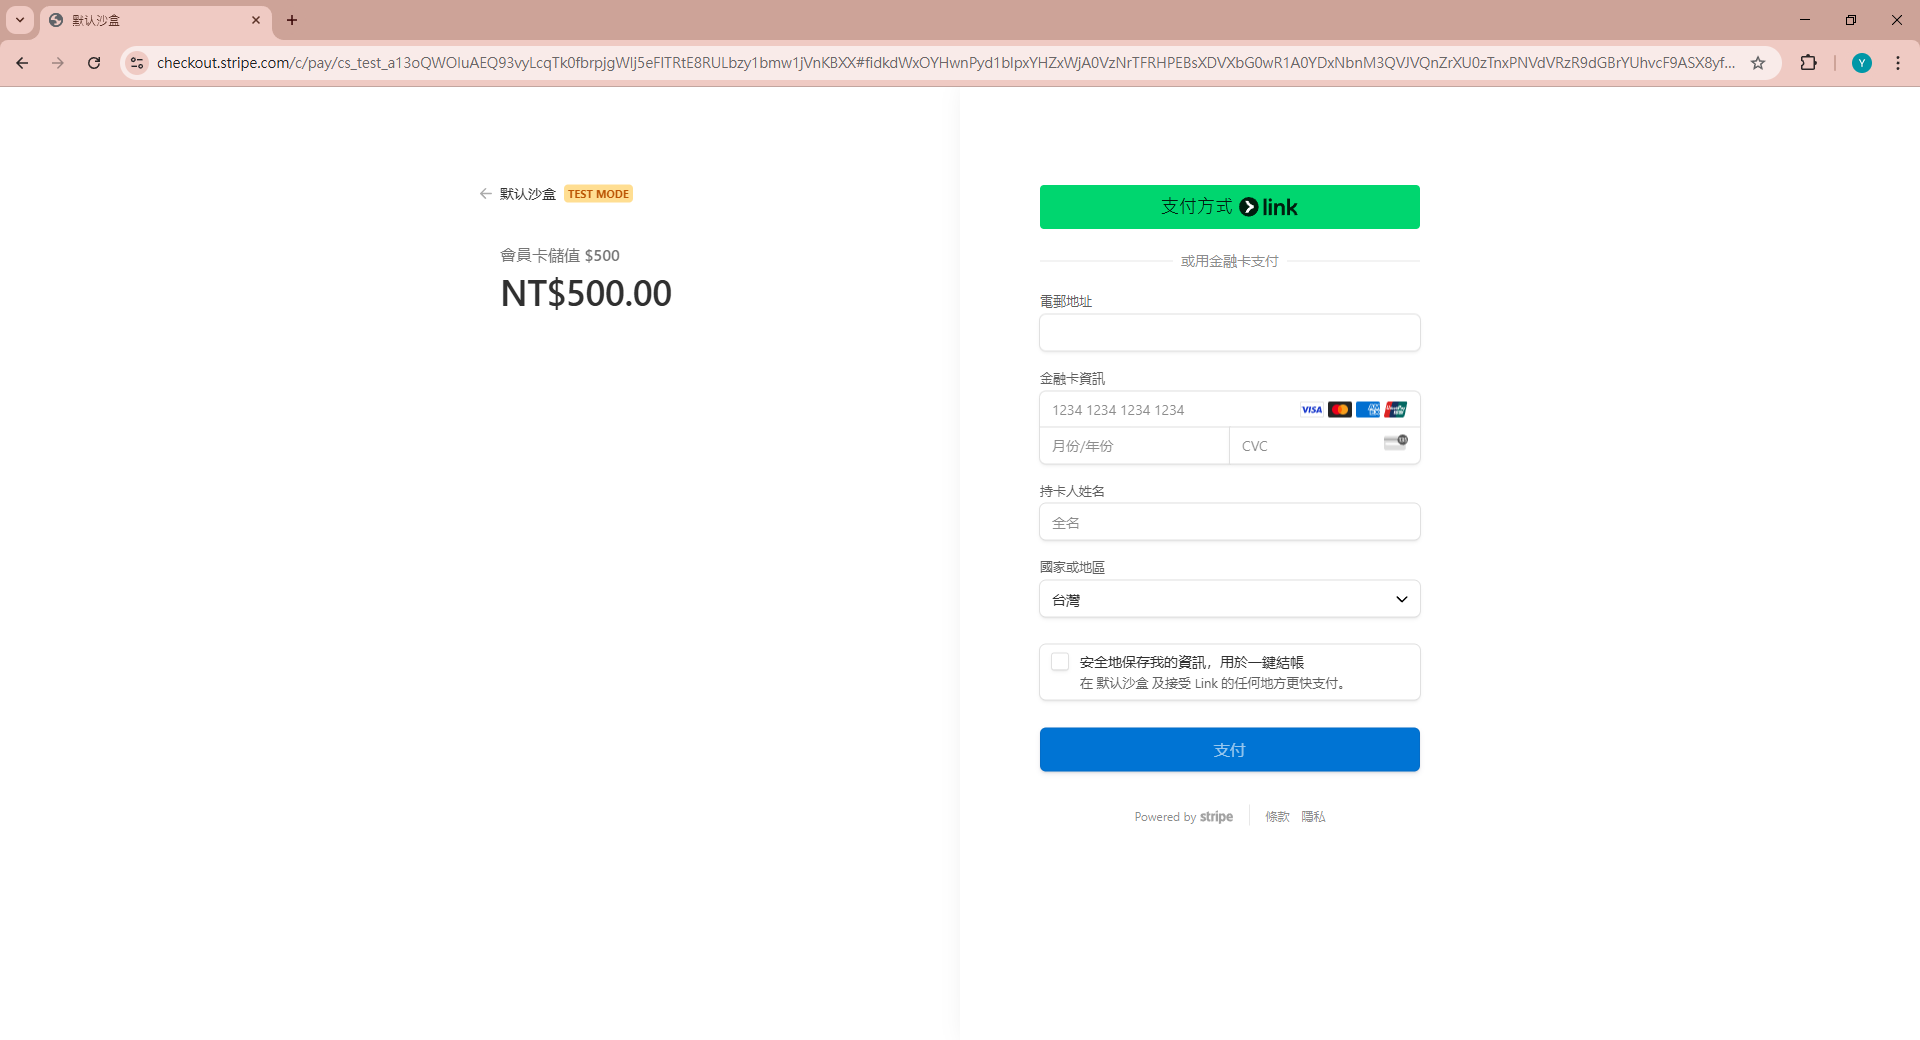 默认沙盒
checkout.stripe.com/c/pay/cs_test_a13oQWOIuAEQ93vyLcqTk0fbrpjgWlj5eFlTRtE8RULbzy1bmw1jVnKBXX#fidkdWxOYHwnPyd1blpxYHZxWjA0VzNrTFRHPEBsXDVXbG0wR1A0YDxNbnM3QVJVQnZrXU0zTnxPNVdVRzR9dGBrYUhvcF9ASX8yf...
Y
默认沙盒 TEST MODE
會員卡儲值 $500
NT$500.00
支付方式 link
或用金融卡支付
電郵地址
金融卡資訊
1234 1234 1234 1234
VISA
月份/年份
CVC
持卡人姓名
全名
國家或地區
台灣
安全地保存我的資訊，用於一鍵結帳
在 默认沙盒 及接受 Link 的任何地方更快支付。
支付
Powered by stripe
條款 隱私